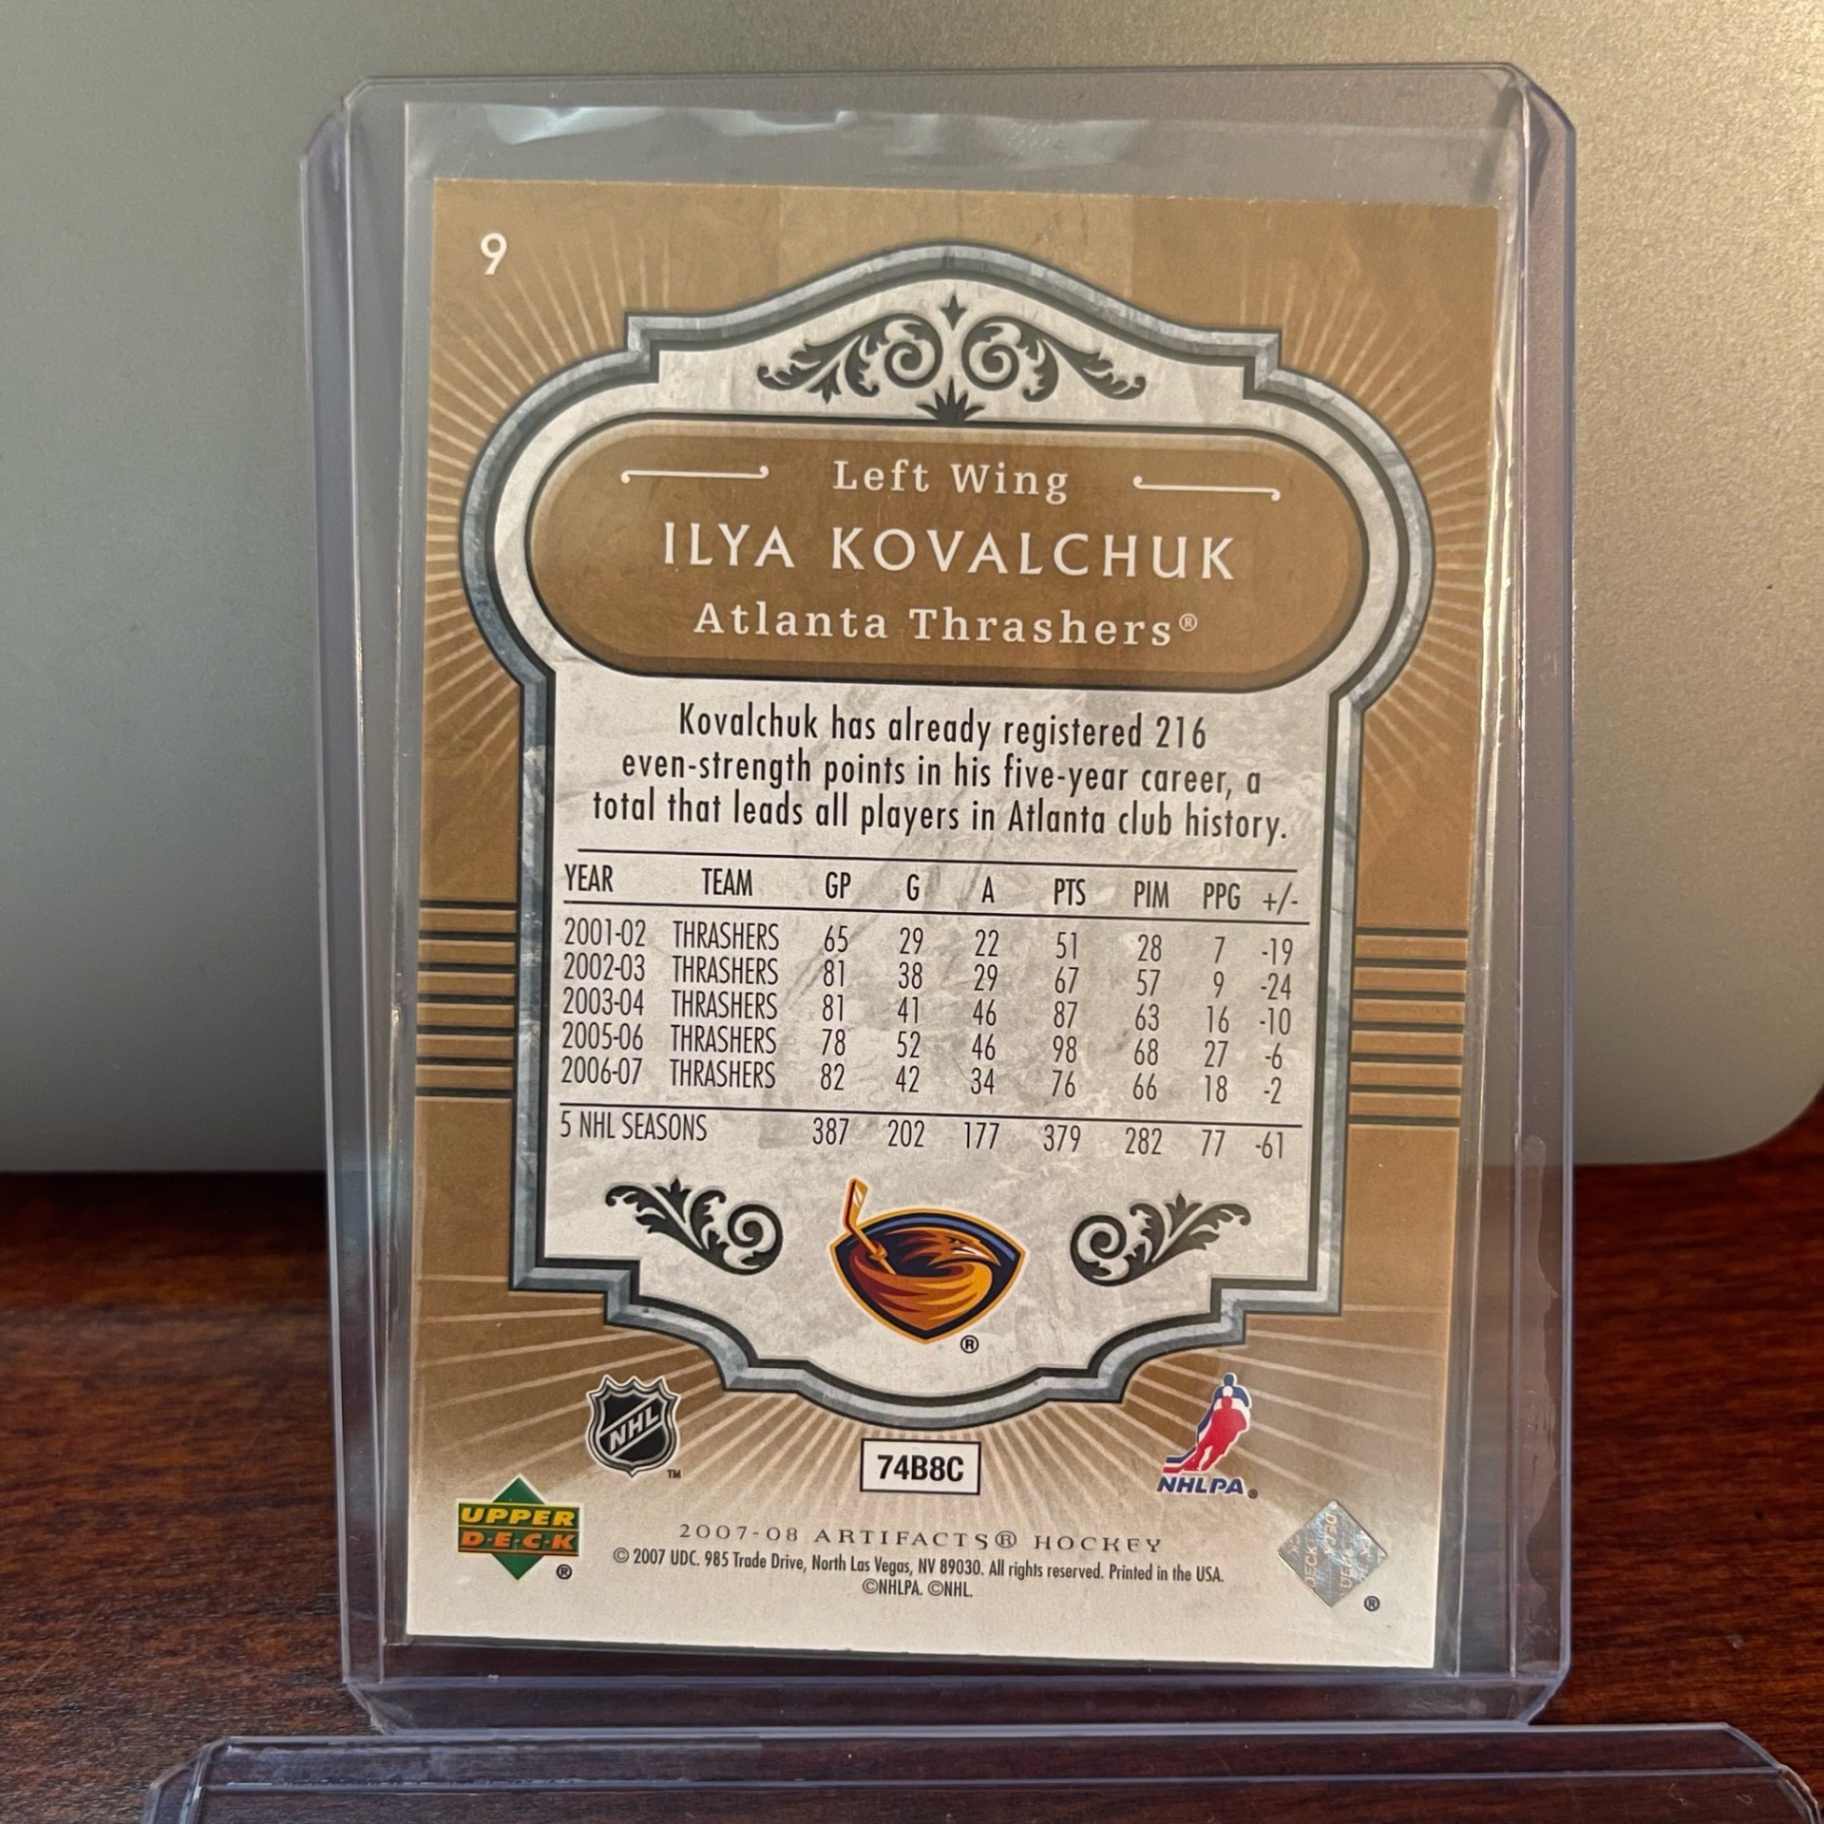 9
Left Wing
ILYA KOVALCHUK
Atlanta Thrashers®
Kovalchuk has already registered 216
even-strength points in his five-year career, a
total that leads all players in Atlanta club history.
YEAR TEAM GP G A PTS PIM PPG +/-
2001-02 THRASHERS 65 29 22 51 28 7 -19
2002-03 THRASHERS 81 38 29 67 57 9 -24
2003-04 THRASHERS 81 41 46 87 63 16 -10
2005-06 THRASHERS 78 52 46 98 68 27 -6
2006-07 THRASHERS 82 42 34 76 66 18 -2
5 NHL SEASONS 387 202 177 379 282 77 -61
®
NHL
TM
74B8C
NHLPA®
UPPER
D·E·C·K
®
2007-08 ARTIFACTS® HOCKEY
© 2007 UDC. 985 Trade Drive, North Las Vegas, NV 89030. All rights reserved. Printed in the USA.
©NHLPA. ©NHL.
®